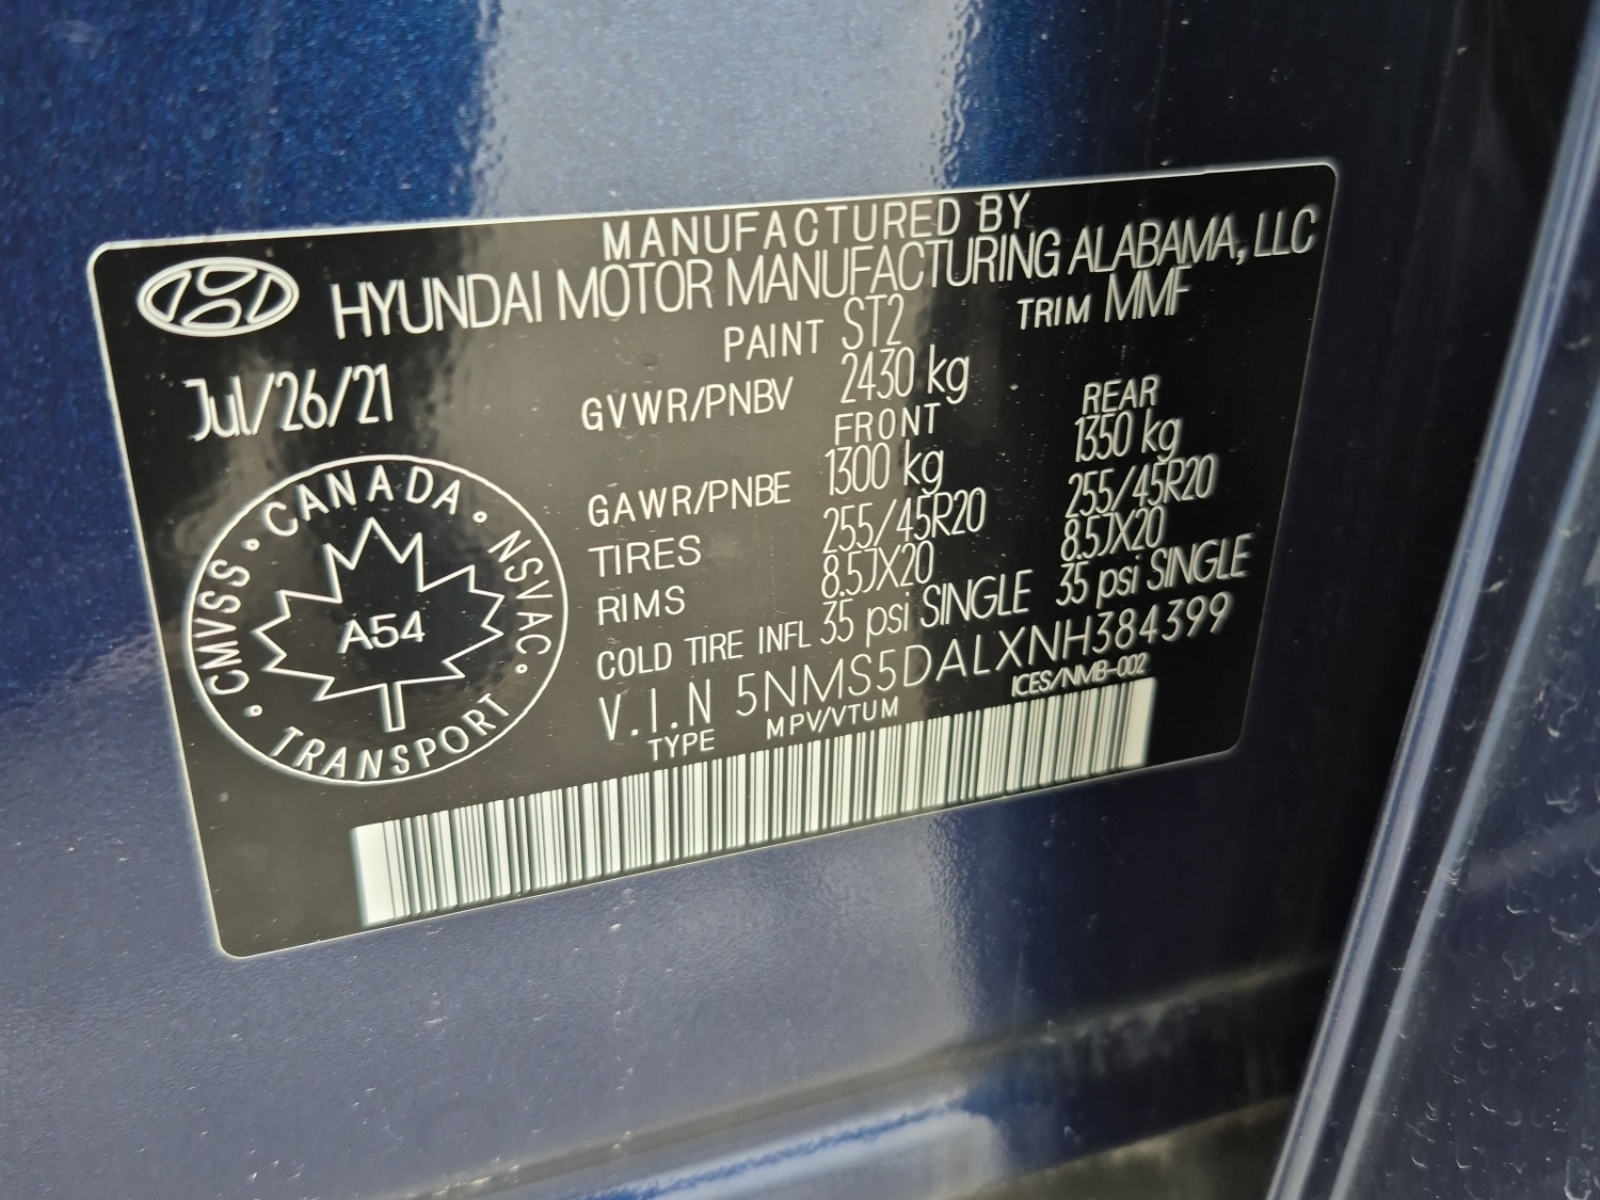 MANUFACTURED BY
HYUNDAI MOTOR MANUFACTURING ALABAMA, LLC
PAINT ST2 TRIM MMF
Jul/26/21
GVWR/PNBV 2430 kg
FRONT REAR
GAWR/PNBE 1300 kg 1350 kg
TIRES 255/45R20 255/45R20
RIMS 8.5JX20 8.5JX20
COLD TIRE INFL 35 psi SINGLE 35 psi SINGLE
V.I.N 5NMS5DALXNH384399
TYPE MPV/VTUM ICES/NMB-002
CMVSS • CANADA • NSVAC • TRANSPORT •
A54